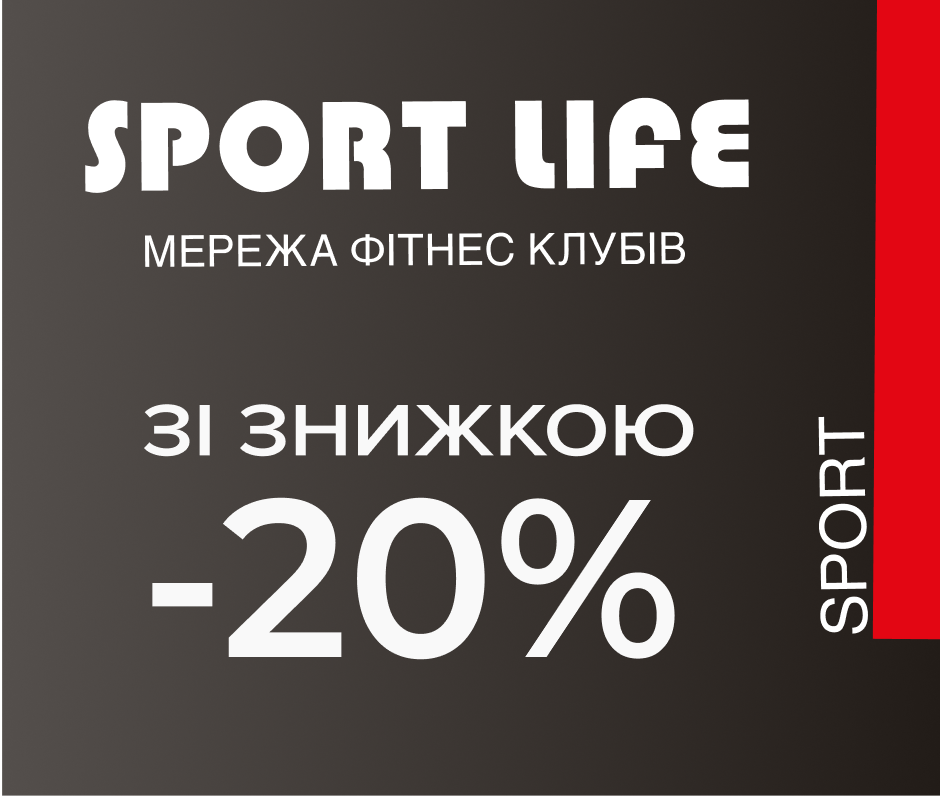 SPORT LIFE
МЕРЕЖА ФІТНЕС КЛУБІВ
ЗІ ЗНИЖКОЮ
-20%
SPORT